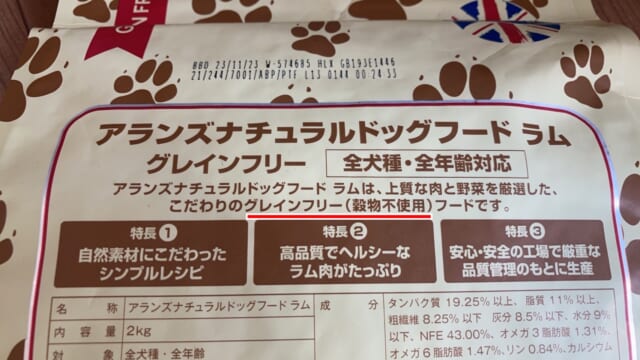 BBD 23/11/23 W-574685 HLX GB193E1446
21/244/7001/ABP/PTF L13 0144 00 24 33
アランズナチュラルドッグフード ラム
グレインフリー 全犬種・全年齢対応
アランズナチュラルドッグフード ラムは、上質な肉と野菜を厳選した、
こだわりのグレインフリー(穀物不使用)フードです。
特長1
自然素材にこだわった
シンプルレシピ
特長2
高品質でヘルシーな
ラム肉がたっぷり
特長3
安心・安全の工場で厳重な
品質管理のもとに生産
名 称 アランズナチュラルドッグフード ラム
内 容 量 2kg
対 象 全犬種・全年齢
成 分 タンパク質 19.25%以上、脂質 11%以上、
粗繊維 8.25%以下 灰分 8.5%以下、水分 9%
以下、NFE 43.00%、オメガ3脂肪酸 1.31%、
オメガ6脂肪酸 1.47%、リン 0.84%、カルシウム